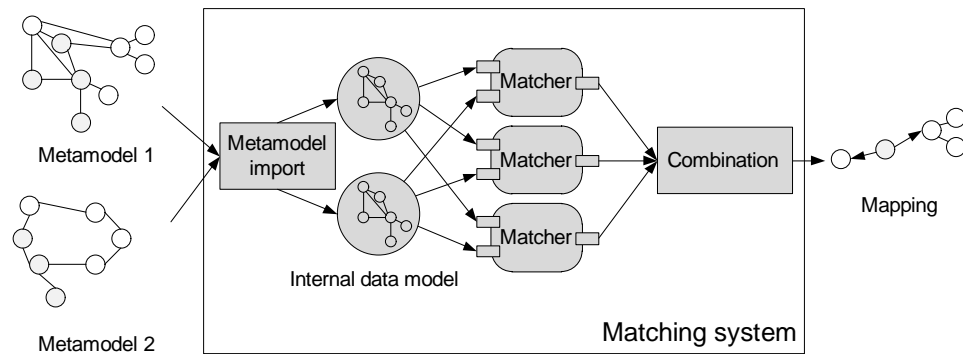 Metamodel 1
Metamodel 2
Metamodel
import
Internal data model
Matcher
Matcher
Matcher
Combination
Mapping
Matching system